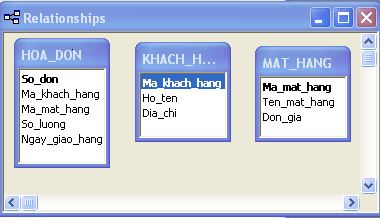 Relationships
HOA_DON
So_don
Ma_khach_hang
Ma_mat_hang
So_luong
Ngay_giao_hang
KHACH_H...
Ma_khach_hang
Ho_ten
Dia_chi
MAT_HANG
Ma_mat_hang
Ten_mat_hang
Don_gia